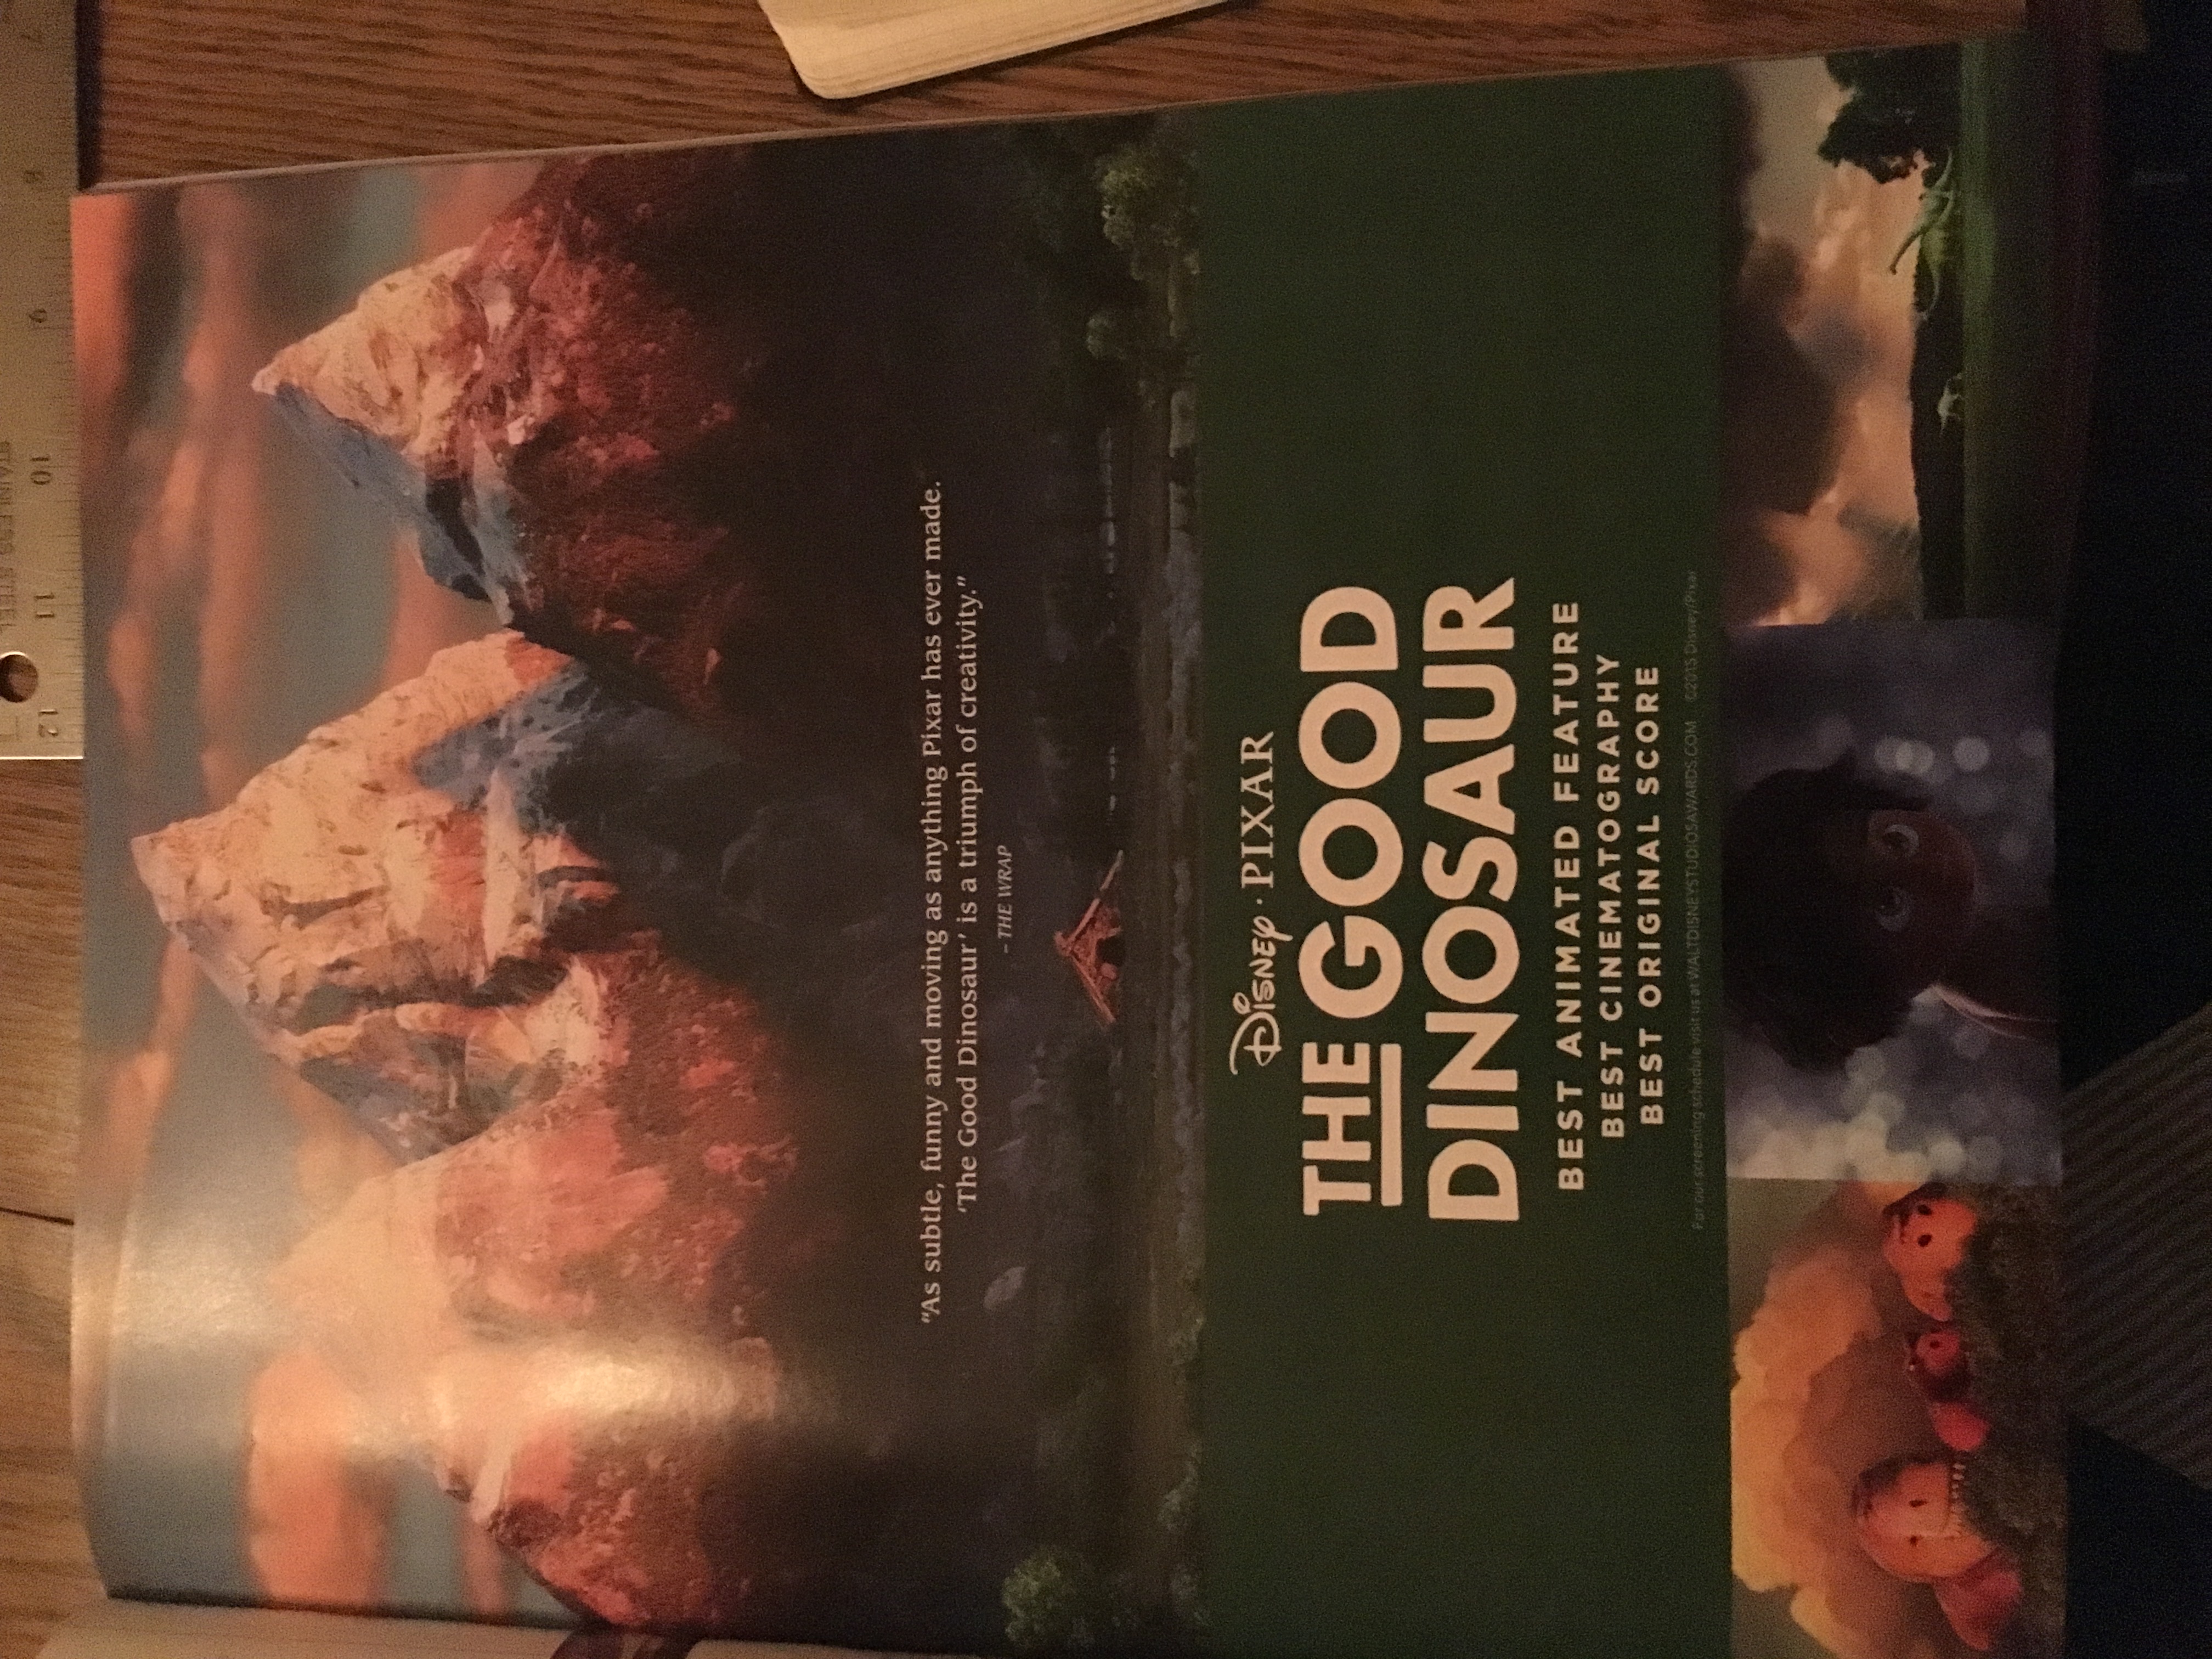 STAINLESS STEEL
12 11 10 9 8 7
“As subtle, funny and moving as anything Pixar has ever made.
‘The Good Dinosaur’ is a triumph of creativity.”
– THE WRAP
Disney · PIXAR
THE GOOD
DINOSAUR
BEST ANIMATED FEATURE
BEST CINEMATOGRAPHY
BEST ORIGINAL SCORE
For our screening schedule visit us at WALTDISNEYSTUDIOSAWARDS.COM ©2015 Disney/Pixar